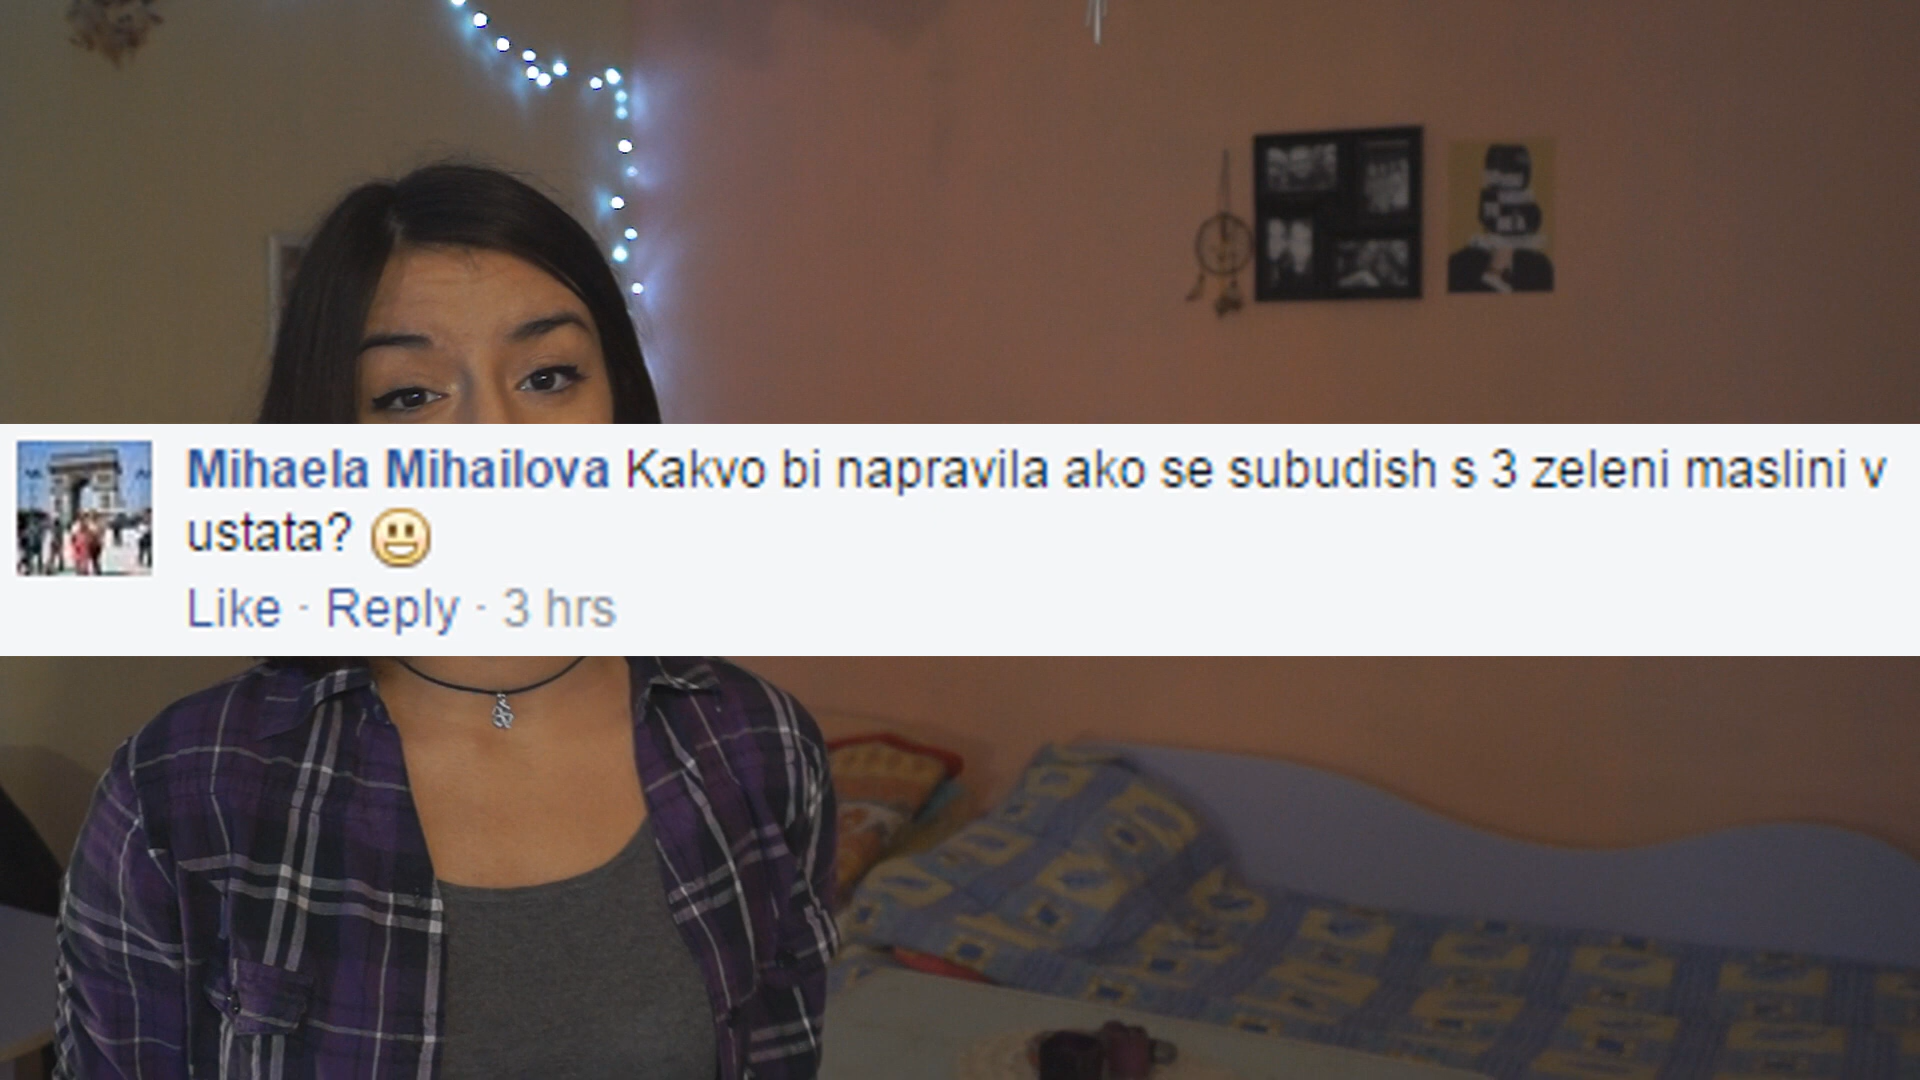 Mihaela Mihailova Kakvo bi napravila ako se subudish s 3 zeleni maslini v
ustata? 😃
Like · Reply · 3 hrs